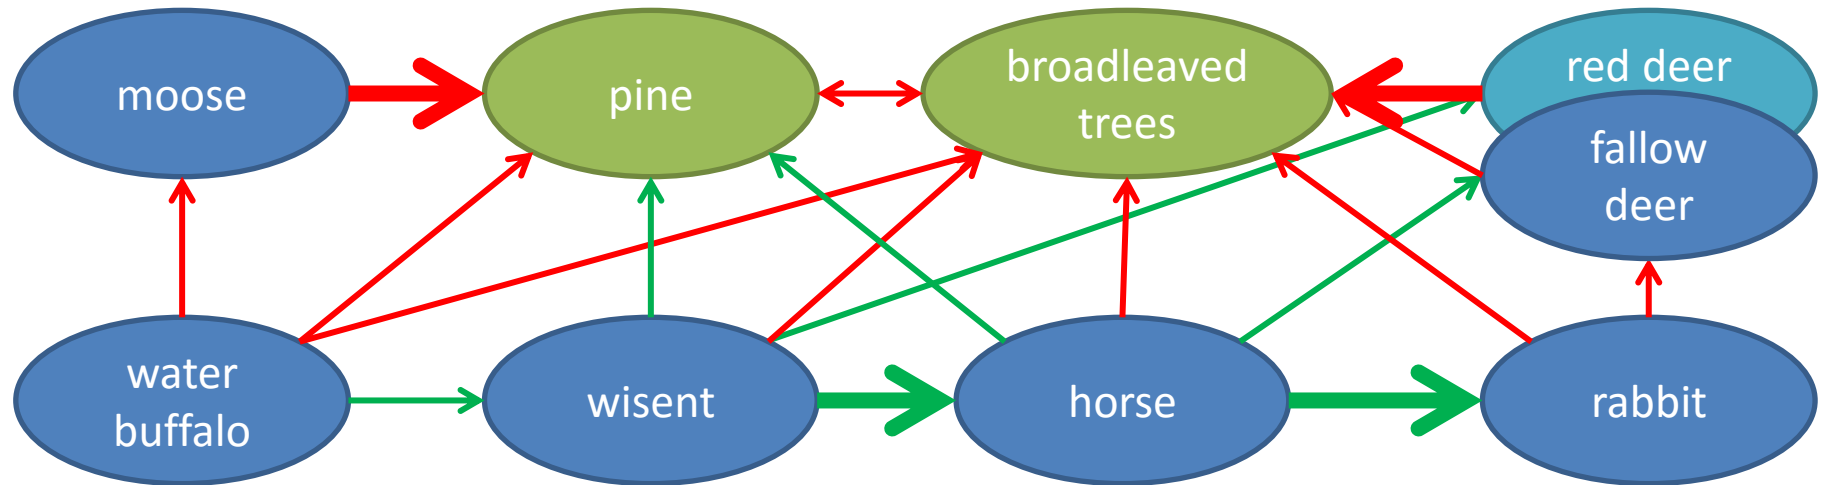 moose
pine
broadleaved
trees
red deer
fallow
deer
water
buffalo
wisent
horse
rabbit